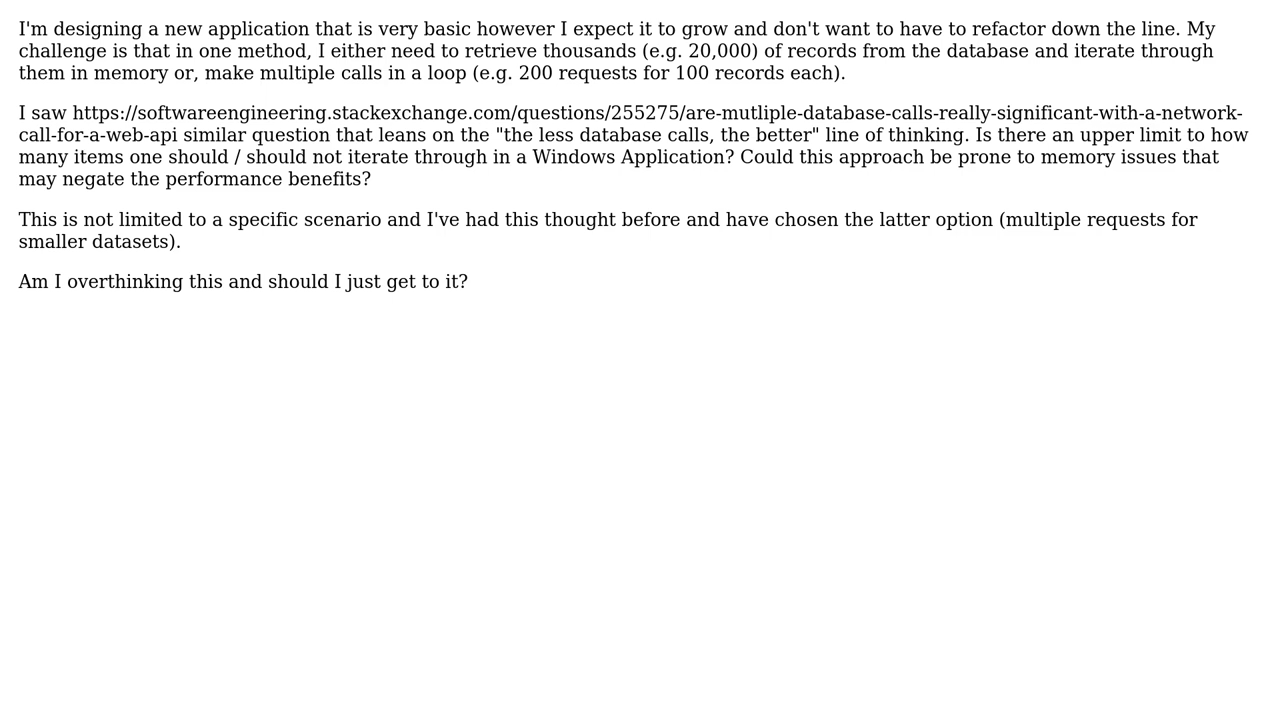 I'm designing a new application that is very basic however I expect it to grow and don't want to have to refactor down the line. My
challenge is that in one method, I either need to retrieve thousands (e.g. 20,000) of records from the database and iterate through
them in memory or, make multiple calls in a loop (e.g. 200 requests for 100 records each).
I saw https://softwareengineering.stackexchange.com/questions/255275/are-mutliple-database-calls-really-significant-with-a-network-
call-for-a-web-api similar question that leans on the "the less database calls, the better" line of thinking. Is there an upper limit to how
many items one should / should not iterate through in a Windows Application? Could this approach be prone to memory issues that
may negate the performance benefits?
This is not limited to a specific scenario and I've had this thought before and have chosen the latter option (multiple requests for
smaller datasets).
Am I overthinking this and should I just get to it?